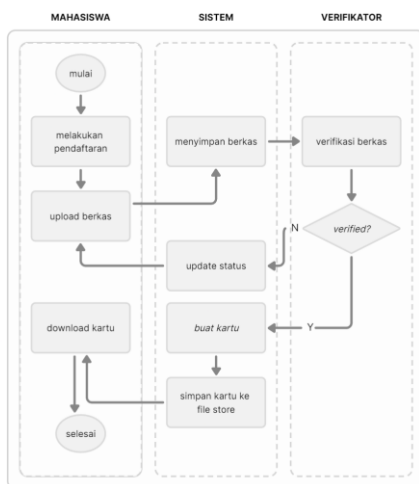 MAHASISWA
SISTEM
VERIFIKATOR
mulai
melakukan
pendaftaran
menyimpan berkas
verifikasi berkas
upload berkas
N
verified?
update status
download kartu
buat kartu
Y
simpan kartu ke
file store
selesai